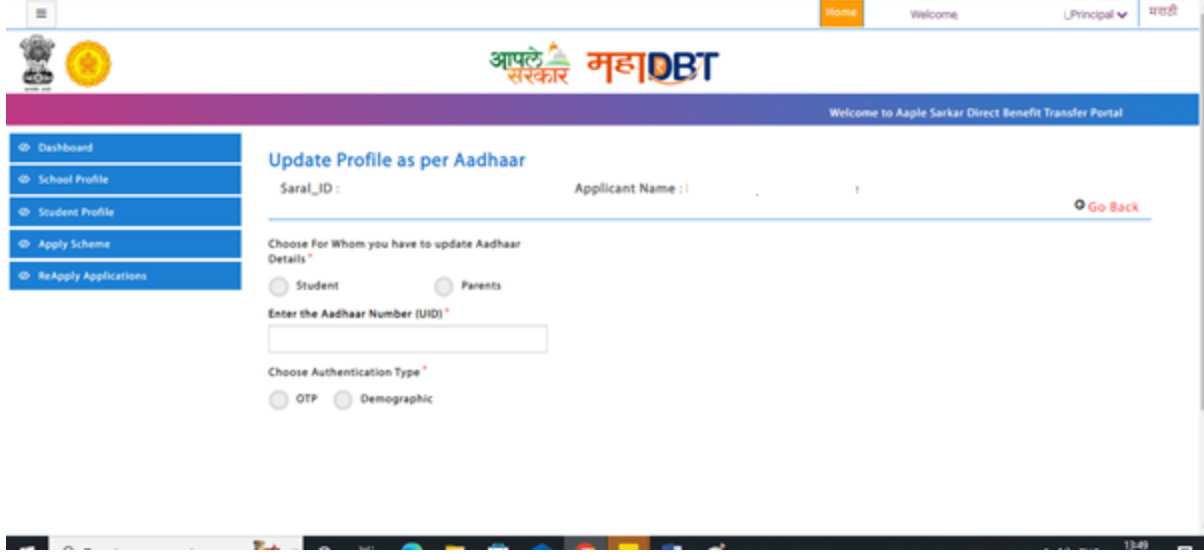 Home
Welcome,
Principal
मराठी
आपले सरकार महाDBT
Welcome to Aaple Sarkar Direct Benefit Transfer Portal
Dashboard
School Profile
Student Profile
Apply Scheme
ReApply Applications
Update Profile as per Aadhaar
Saral_ID :
Applicant Name :
Go Back
Choose For Whom you have to update Aadhaar
Details *
Student
Parents
Enter the Aadhaar Number (UID) *
Choose Authentication Type *
OTP
Demographic
13:49